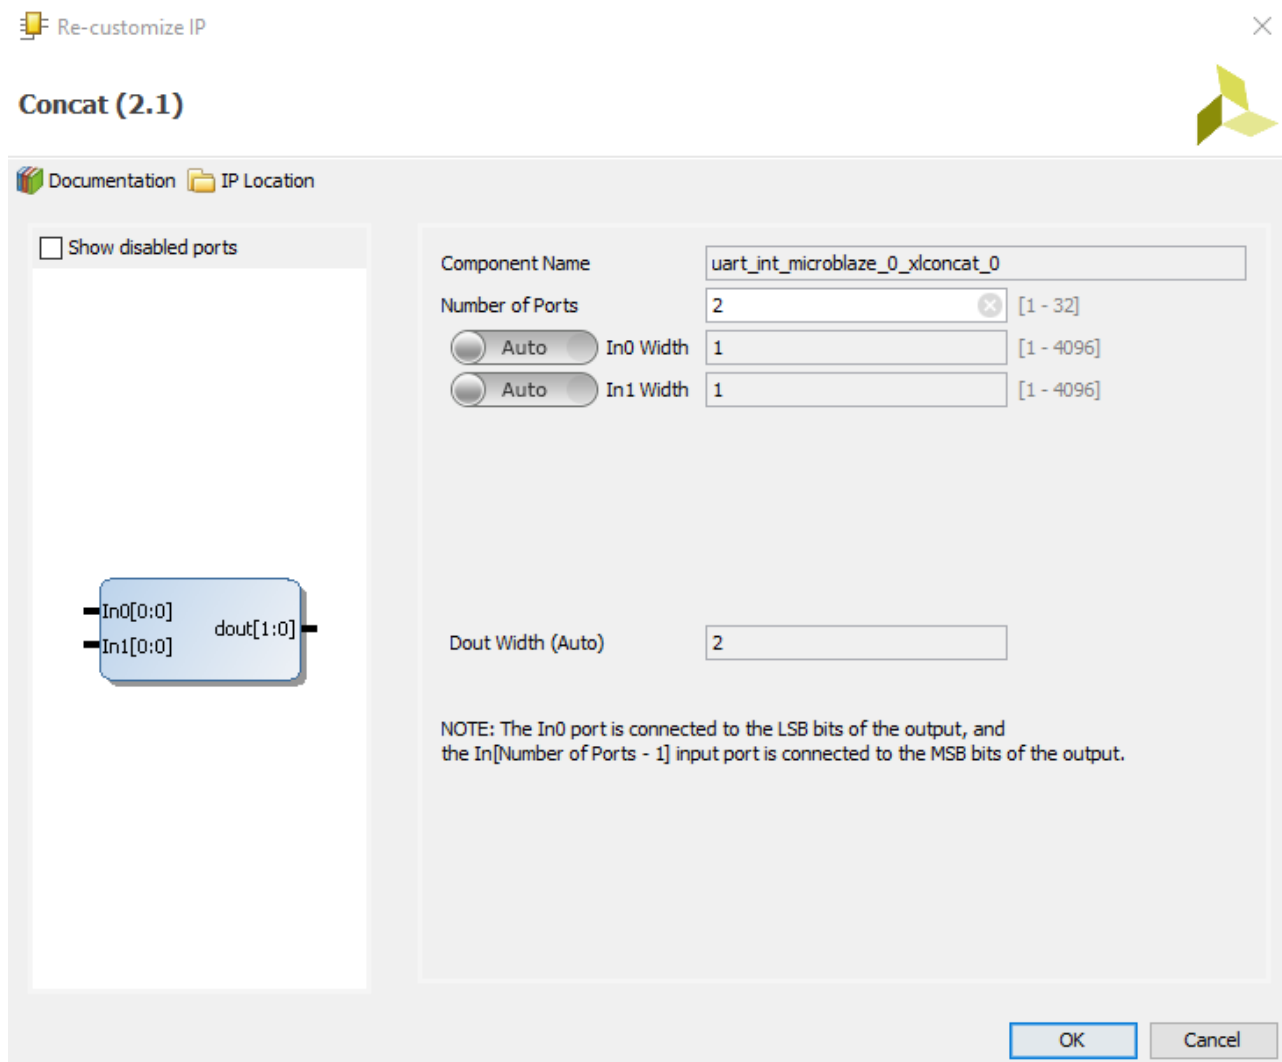 Re-customize IP
Concat (2.1)
Documentation IP Location
Show disabled ports
In0[0:0]
In1[0:0]
dout[1:0]
Component Name uart_int_microblaze_0_xlconcat_0
Number of Ports 2 [1 - 32]
Auto In0 Width 1 [1 - 4096]
Auto In1 Width 1 [1 - 4096]
Dout Width (Auto) 2
NOTE: The In0 port is connected to the LSB bits of the output, and
the In[Number of Ports - 1] input port is connected to the MSB bits of the output.
OK Cancel